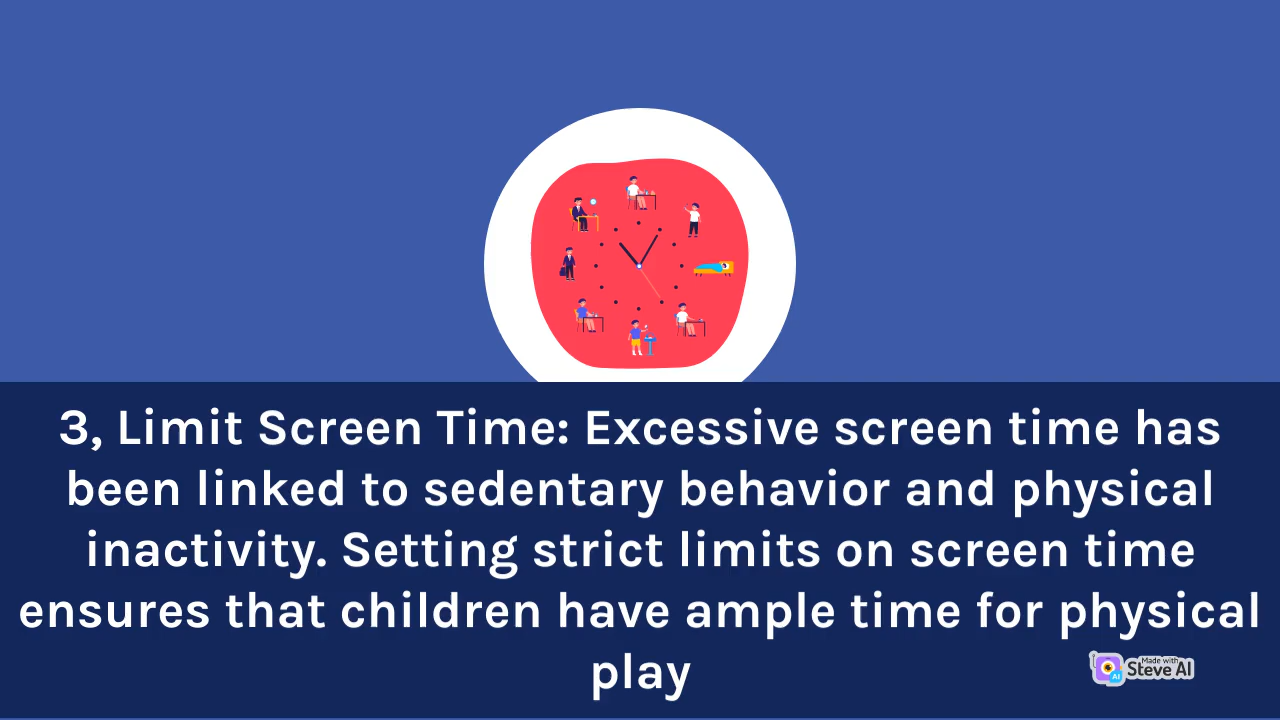 3, Limit Screen Time: Excessive screen time has
been linked to sedentary behavior and physical
inactivity. Setting strict limits on screen time
ensures that children have ample time for physical
play
Made with
Steve AI
AI